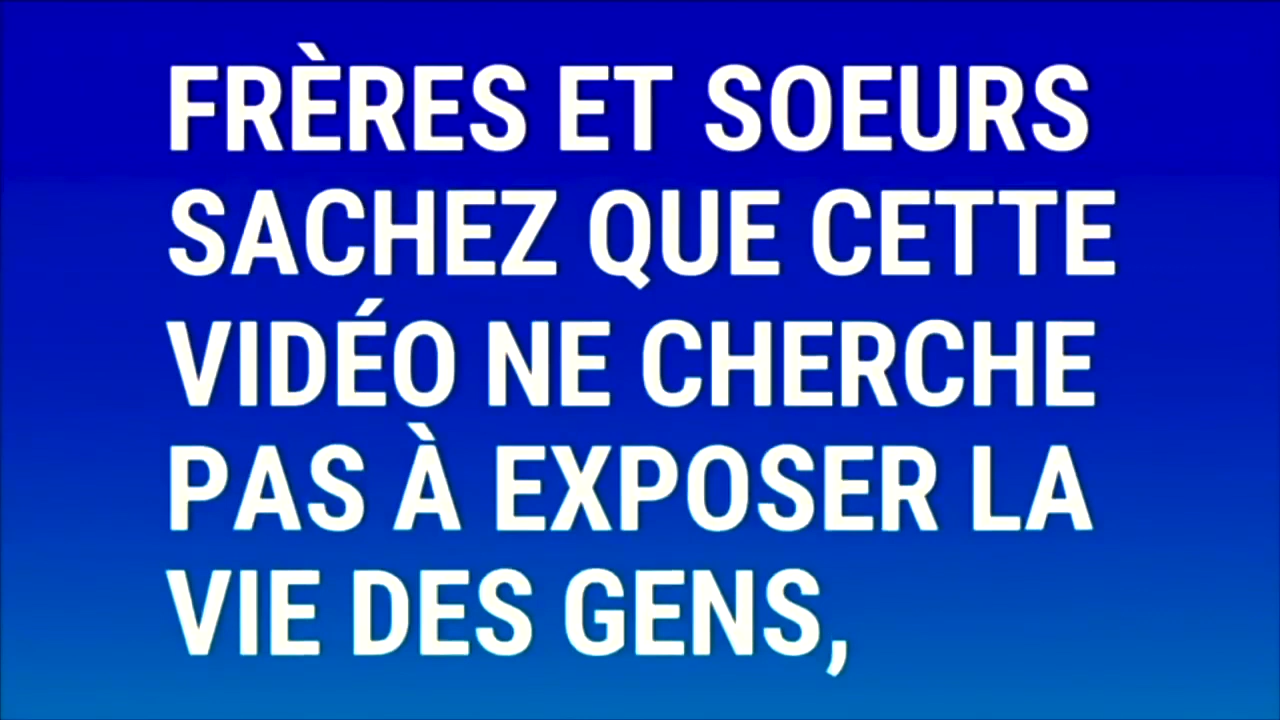 FRÈRES ET SOEURS
SACHEZ QUE CETTE
VIDÉO NE CHERCHE
PAS À EXPOSER LA
VIE DES GENS,